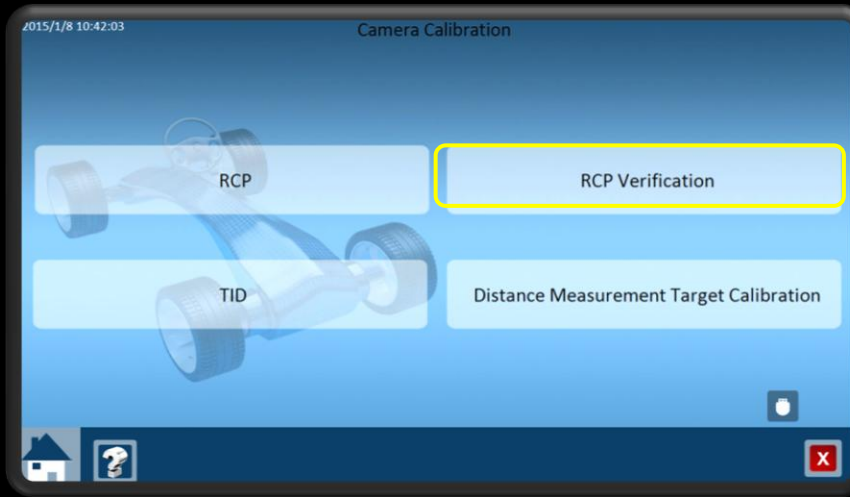 2015/1/8 10:42:03
Camera Calibration
RCP
RCP Verification
TID
Distance Measurement Target Calibration
?
X